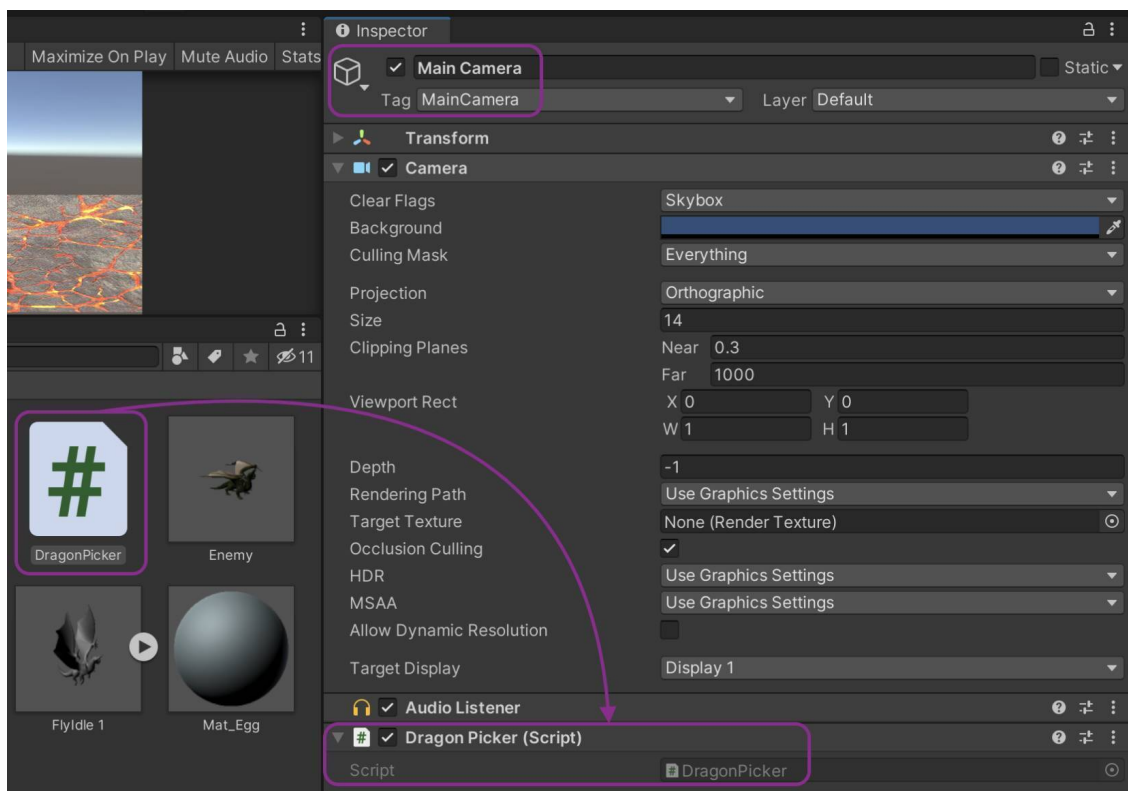 Maximize On Play Mute Audio Stats
11
DragonPicker
Enemy
FlyIdle 1
Mat_Egg
Inspector
Main Camera
Static
Tag MainCamera
Layer Default
Transform
Camera
Clear Flags Skybox
Background
Culling Mask Everything
Projection Orthographic
Size 14
Clipping Planes Near 0.3
Far 1000
Viewport Rect X 0 Y 0
W 1 H 1
Depth -1
Rendering Path Use Graphics Settings
Target Texture None (Render Texture)
Occlusion Culling
HDR Use Graphics Settings
MSAA Use Graphics Settings
Allow Dynamic Resolution
Target Display Display 1
Audio Listener
# Dragon Picker (Script)
Script # DragonPicker